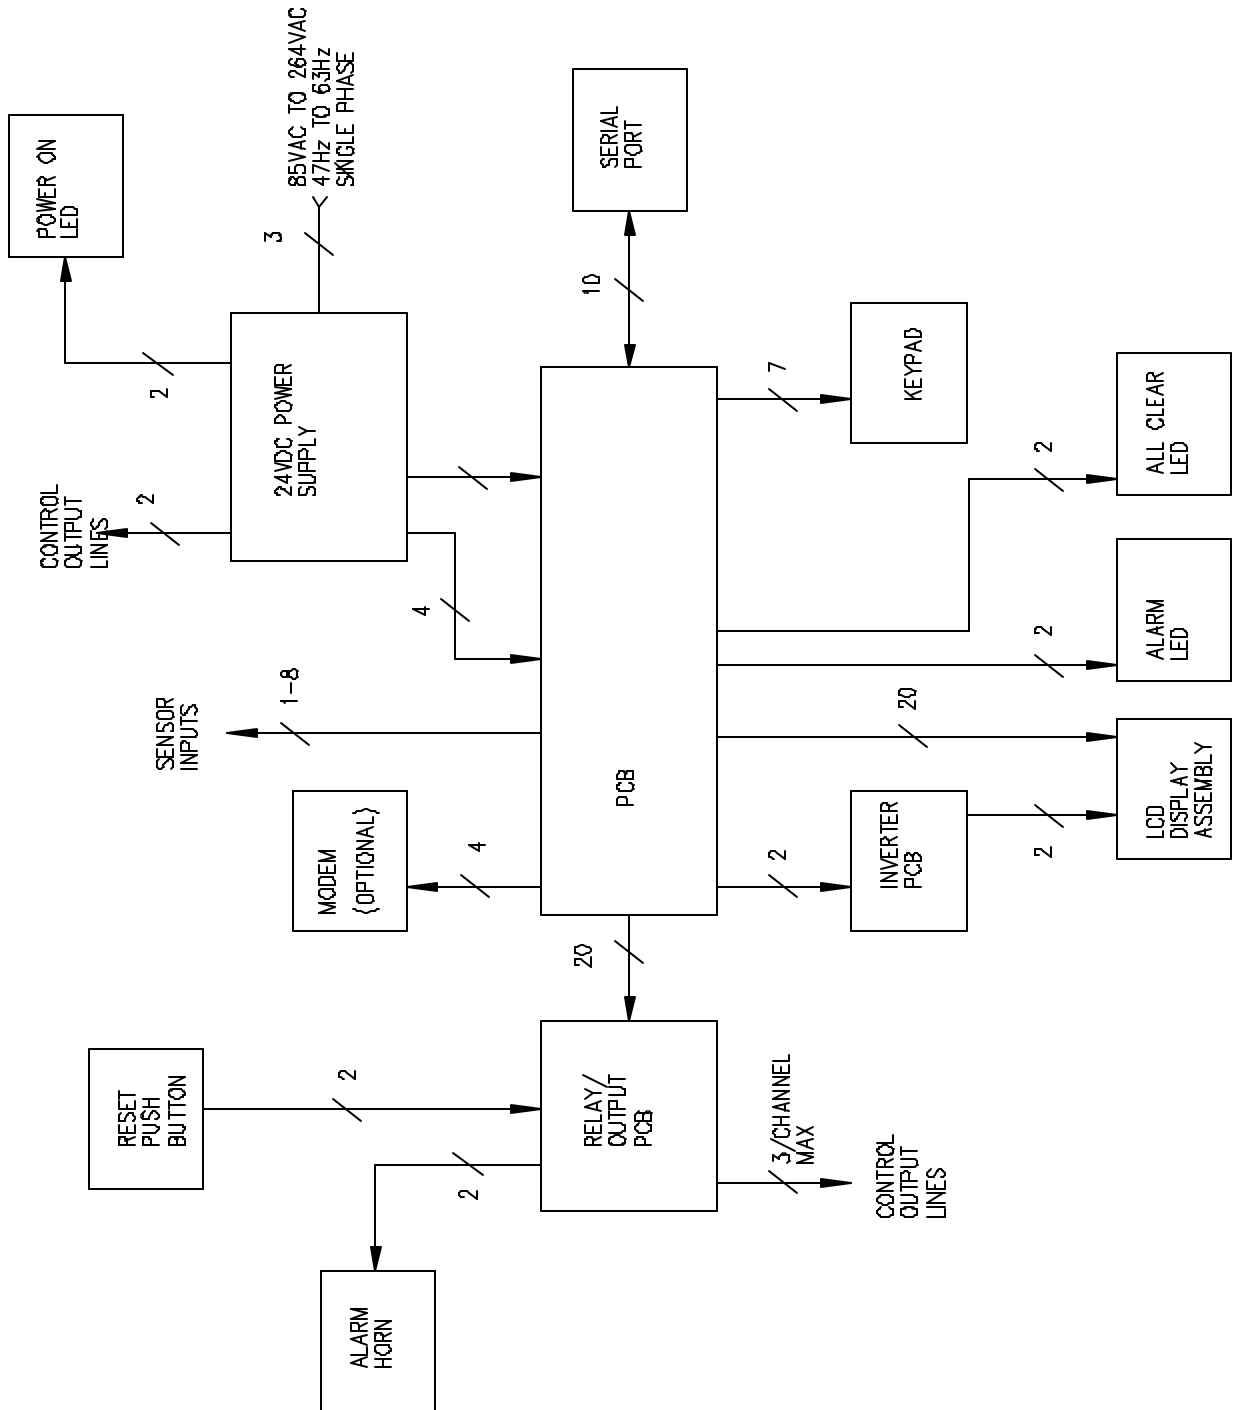 RESET
PUSH
BUTTON
CONTROL
OUTPUT
LINES
POWER ON
LED
2
2
SENSOR
INPUTS
1-8
3
24VDC POWER
SUPPLY
85VAC TO 264VAC
47Hz TO 63Hz
SINGLE PHASE
ALARM
HORN
2
MODEM
(OPTIONAL)
4
2
4
20
10
RELAY/
OUTPUT
PCB
PCB
SERIAL
PORT
3/CHANNEL
MAX
2
7
CONTROL
OUTPUT
LINES
INVERTER
PCB
20
KEYPAD
2
2
2
LCD
DISPLAY
ASSEMBLY
ALARM
LED
ALL CLEAR
LED